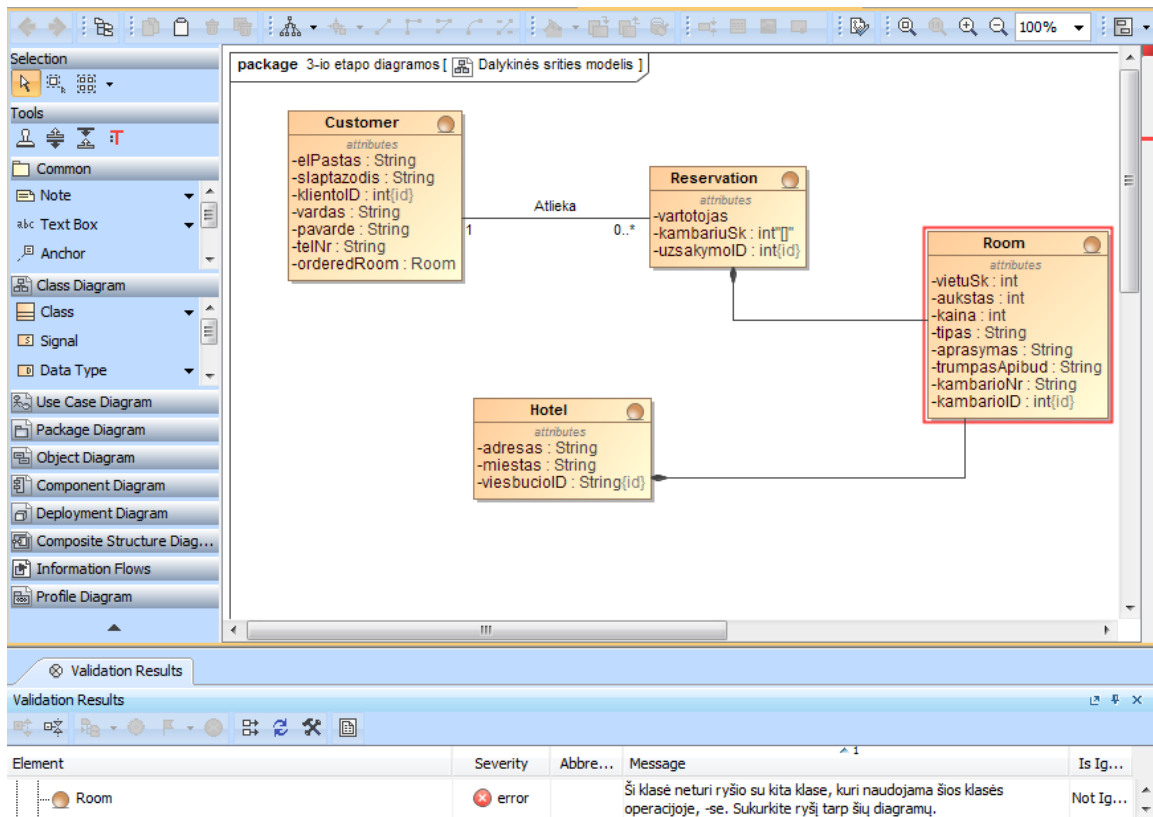 100%
Selection
package 3-io etapo diagramos [ Dalykinės srities modelis ]
Tools
Common
Note
abc Text Box
Anchor
Class Diagram
Class
Signal
Data Type
Use Case Diagram
Package Diagram
Object Diagram
Component Diagram
Deployment Diagram
Composite Structure Diag...
Information Flows
Profile Diagram
Customer
attributes
-elPastas : String
-slaptazodis : String
-klientoID : int{id}
-vardas : String
-pavarde : String
-telNr : String
-orderedRoom : Room
Atlieka
1
0..*
Reservation
attributes
-vartotojas
-kambariuSk : int"[]"
-uzsakymoID : int{id}
Room
attributes
-vietuSk : int
-aukstas : int
-kaina : int
-tipas : String
-aprasymas : String
-trumpasApibud : String
-kambarioNr : String
-kambarioID : int{id}
Hotel
attributes
-adresas : String
-miestas : String
-viesbucioID : String{id}
Validation Results
Validation Results
Element Severity Abbre... Message 1 Is Ig...
Room error Ši klasė neturi ryšio su kita klase, kuri naudojama šios klasės Not Ig...
operacijoje, -se. Sukurkite ryšį tarp šių diagramų.